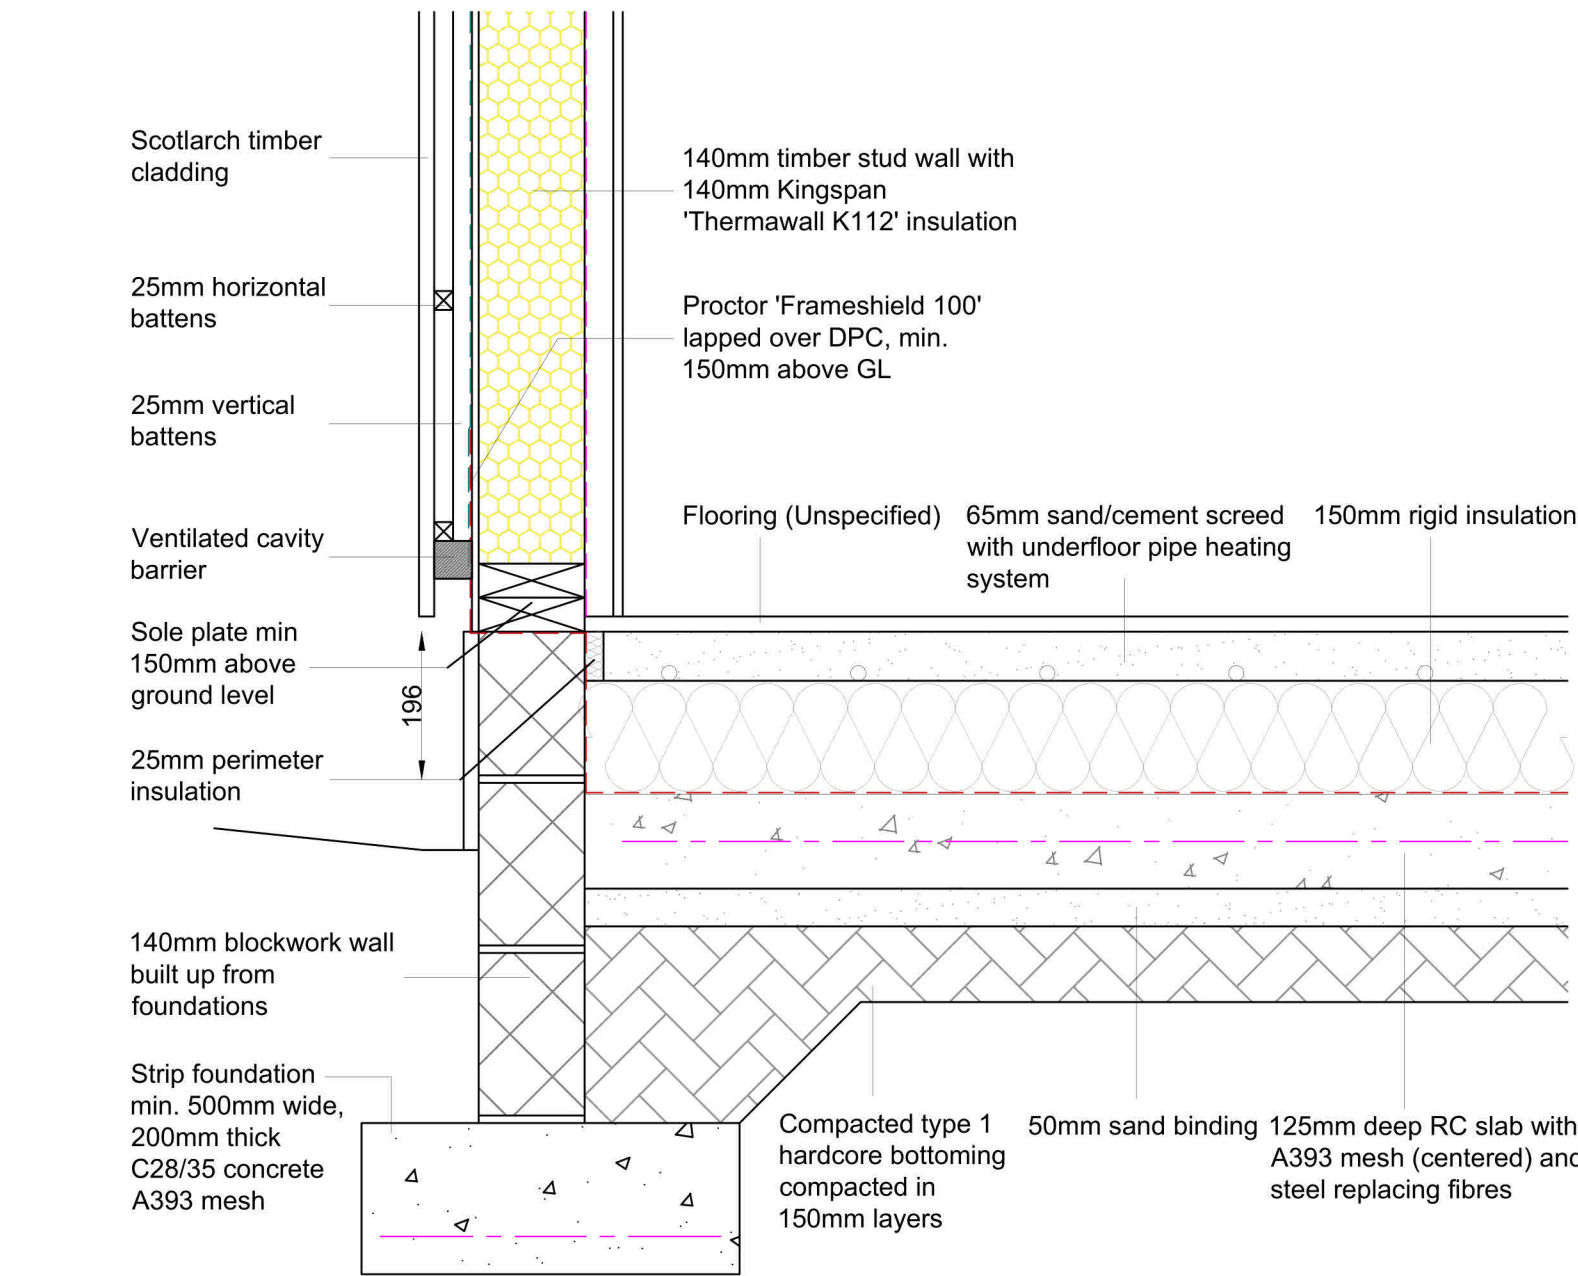 Scotlarch timber
cladding
25mm horizontal
battens
25mm vertical
battens
Ventilated cavity
barrier
Sole plate min
150mm above
ground level
196
25mm perimeter
insulation
140mm blockwork wall
built up from
foundations
Strip foundation
min. 500mm wide,
200mm thick
C28/35 concrete
A393 mesh
140mm timber stud wall with
140mm Kingspan
'Thermawall K112' insulation
Proctor 'Frameshield 100'
lapped over DPC, min.
150mm above GL
Flooring (Unspecified)
65mm sand/cement screed
with underfloor pipe heating
system
150mm rigid insulation
Compacted type 1
hardcore bottoming
compacted in
150mm layers
50mm sand binding
125mm deep RC slab with
A393 mesh (centered) and
steel replacing fibres